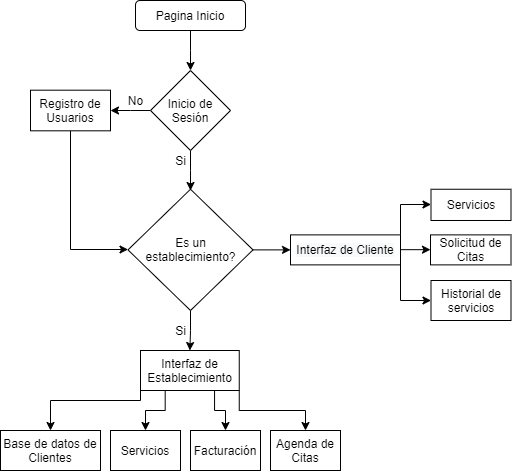 Pagina Inicio
Inicio de
Sesión
No
Registro de
Usuarios
Si
Es un
establecimiento?
Interfaz de Cliente
Servicios
Solicitud de
Citas
Historial de
servicios
Si
Interfaz de
Establecimiento
Base de datos de
Clientes
Servicios
Facturación
Agenda de
Citas